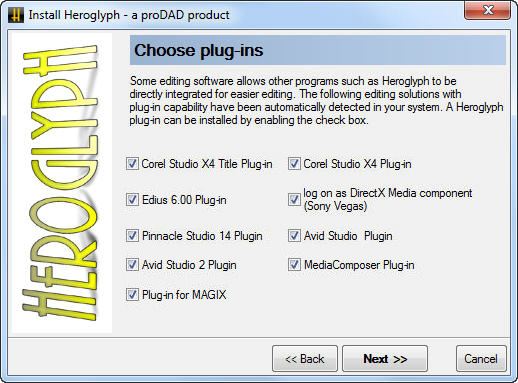 Install Heroglyph - a proDAD product
HEROGLYPH
Choose plug-ins
Some editing software allows other programs such as Heroglyph to be
directly integrated for easier editing. The following editing solutions with
plug-in capability have been automatically detected in your system. A Heroglyph
plug-in can be installed by enabling the check box.
Corel Studio X4 Title Plug-in
Corel Studio X4 Plug-in
Edius 6.00 Plug-in
log on as DirectX Media component
(Sony Vegas)
Pinnacle Studio 14 Plugin
Avid Studio  Plugin
Avid Studio 2 Plugin
MediaComposer Plug-in
Plug-in for MAGIX
<< Back
Next >>
Cancel